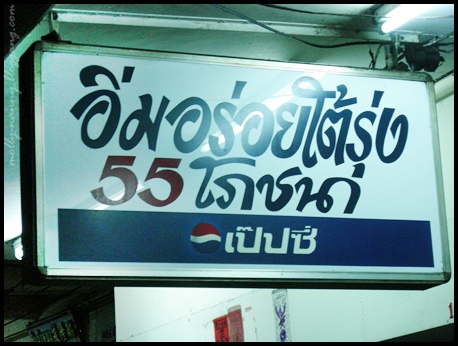 อิ่มอร่อยโต้รุ่ง
55 โภชนา
เป๊ปซี่